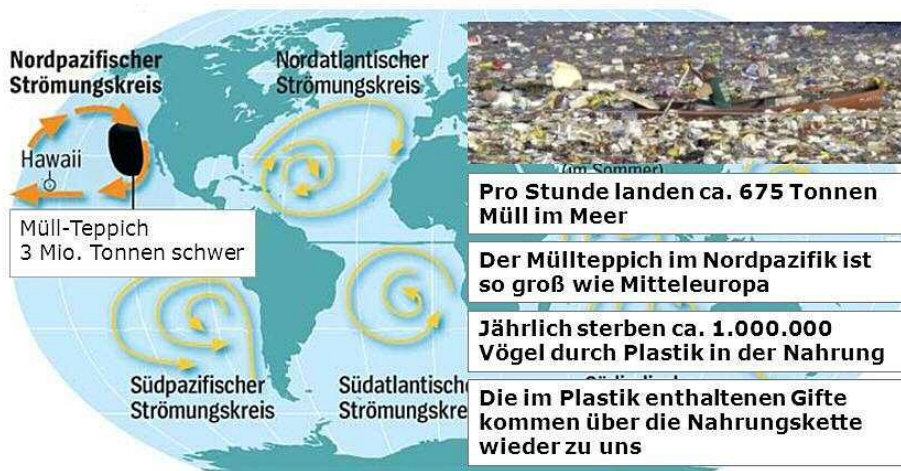 Nordpazifischer
Strömungskreis
Nordatlantischer
Strömungskreis
Hawaii
Müll-Teppich
3 Mio. Tonnen schwer
Südpazifischer
Strömungskreis
Südatlantische
Strömungskre
(im Sommer)
Pro Stunde landen ca. 675 Tonnen
Müll im Meer
Der Müllteppich im Nordpazifik ist
so groß wie Mitteleuropa
Jährlich sterben ca. 1.000.000
Vögel durch Plastik in der Nahrung
Die im Plastik enthaltenen Gifte
kommen über die Nahrungskette
wieder zu uns